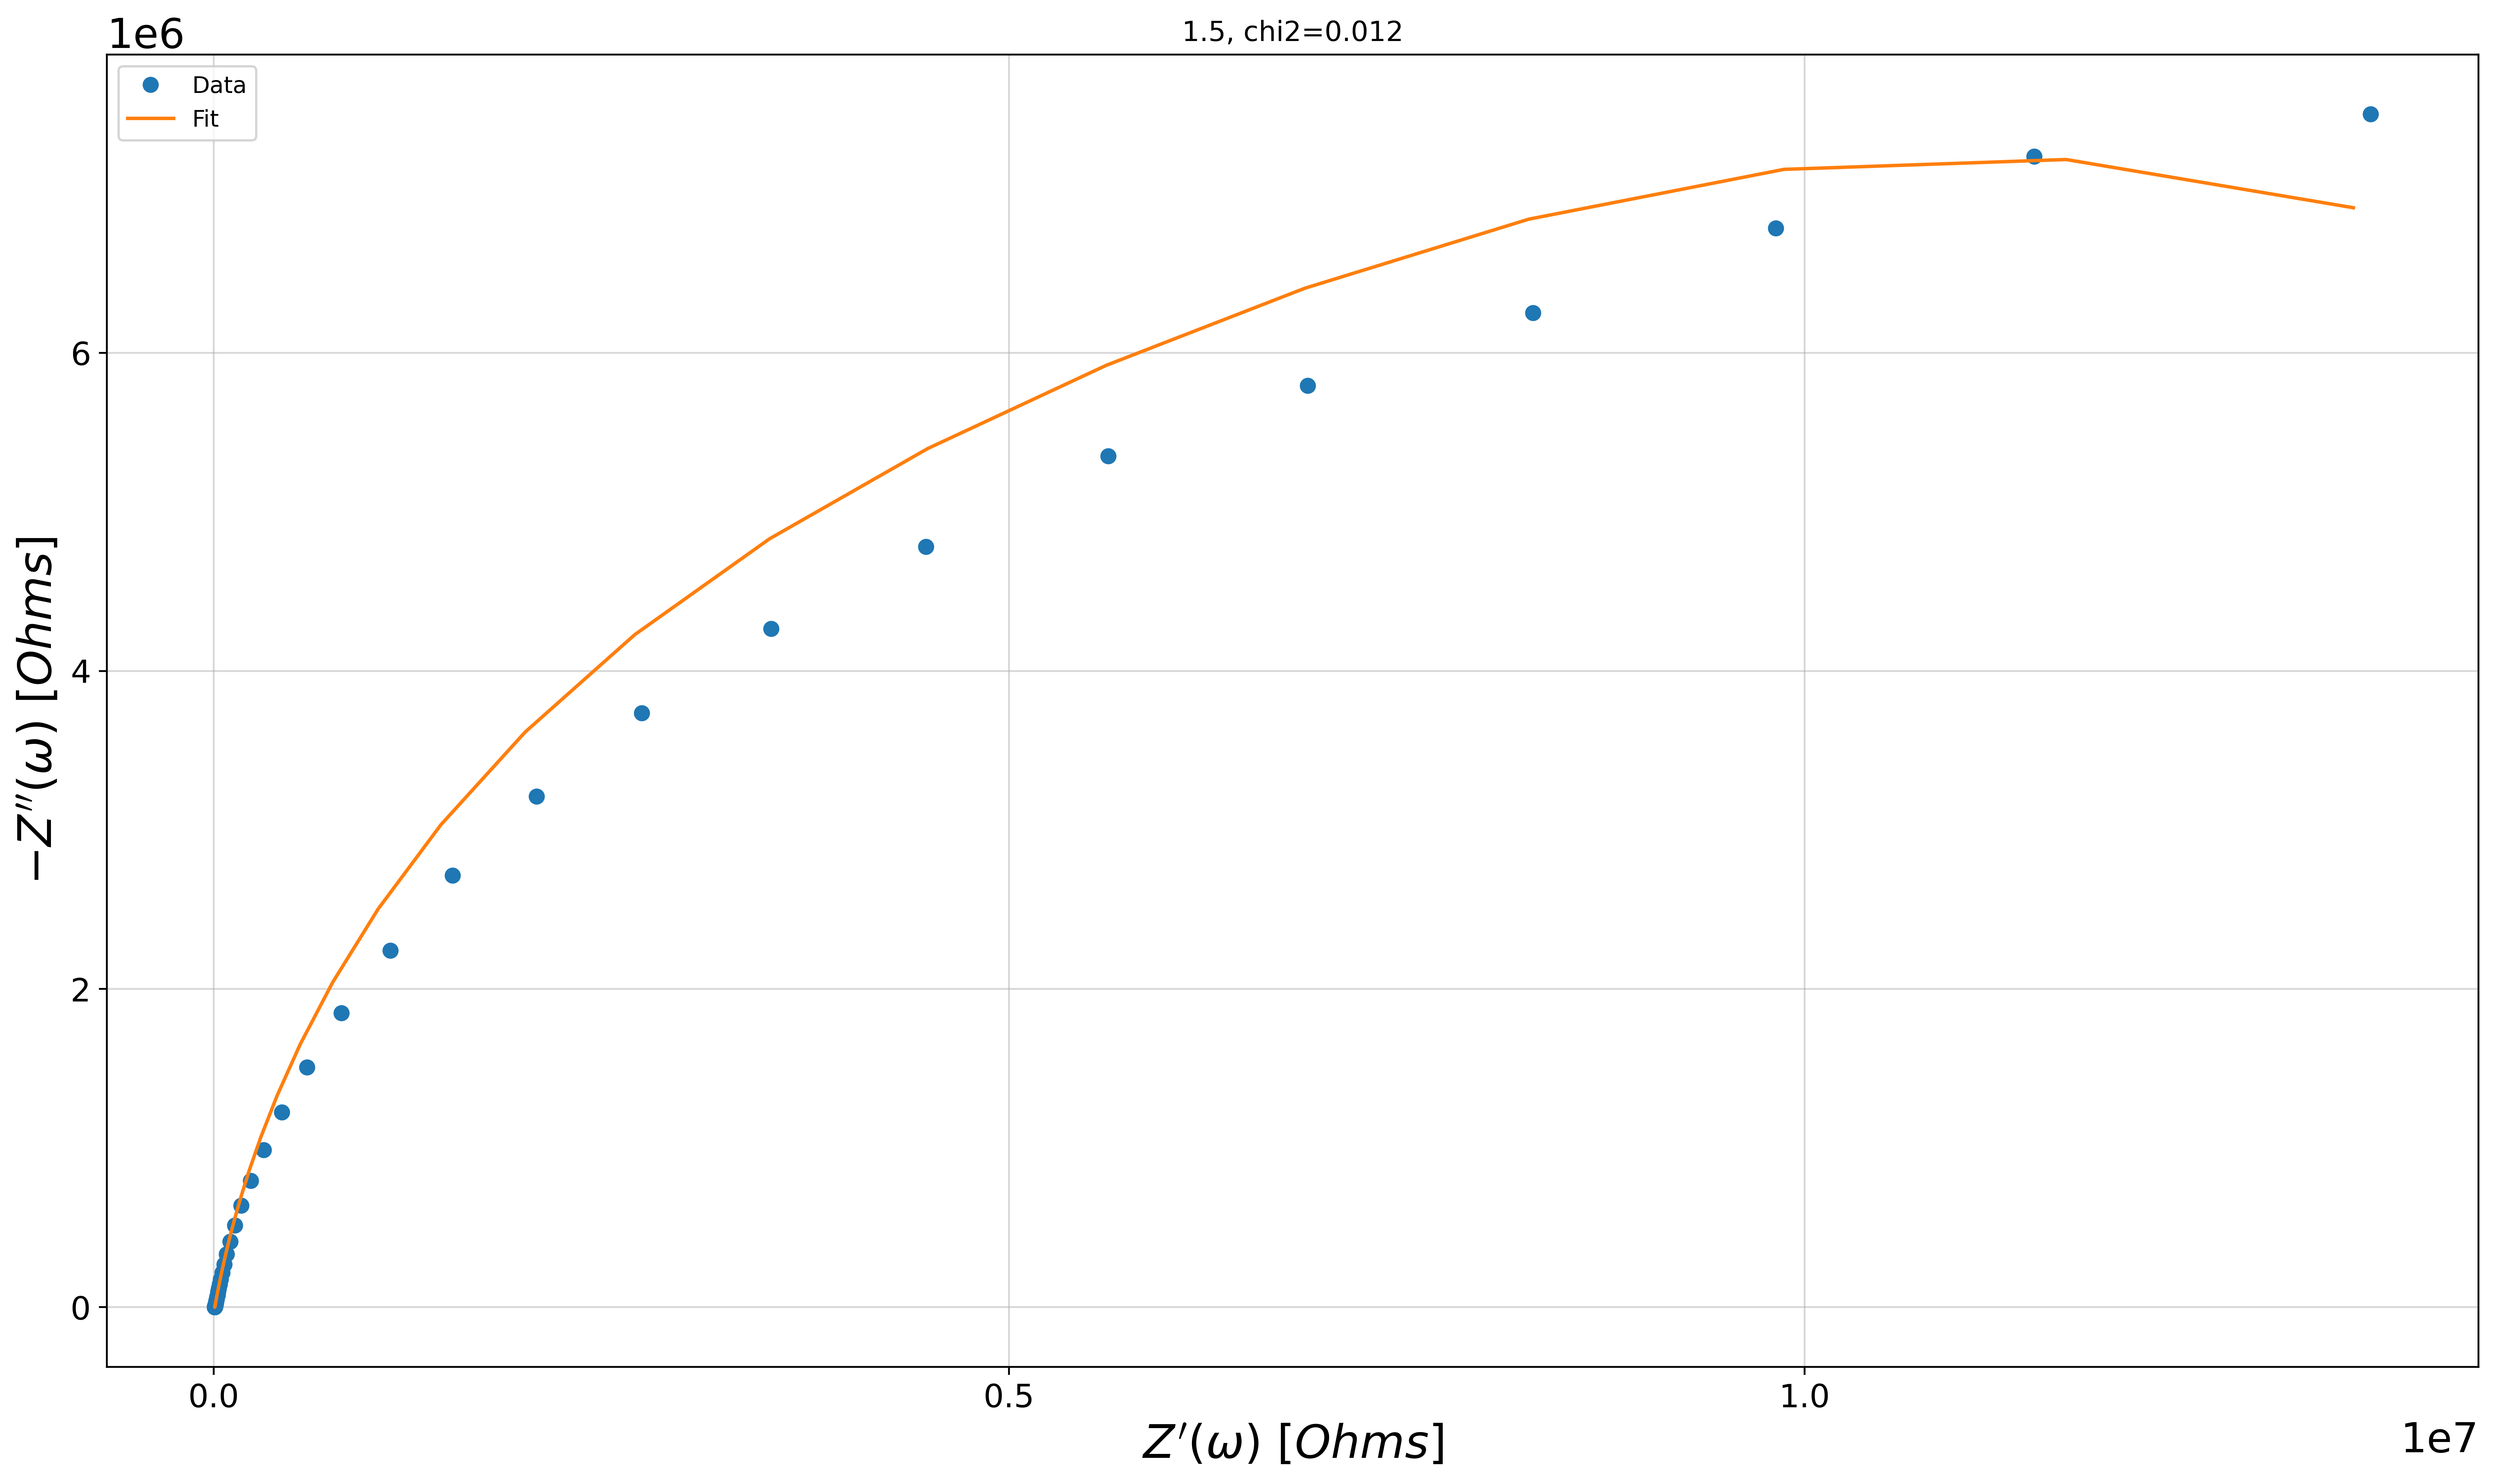 1.5, chi2=0.012
1e6
Data
Fit
6
4
2
0
−Z′′(ω) [Ohms]
0.0
0.5
1.0
Z′(ω) [Ohms]
1e7